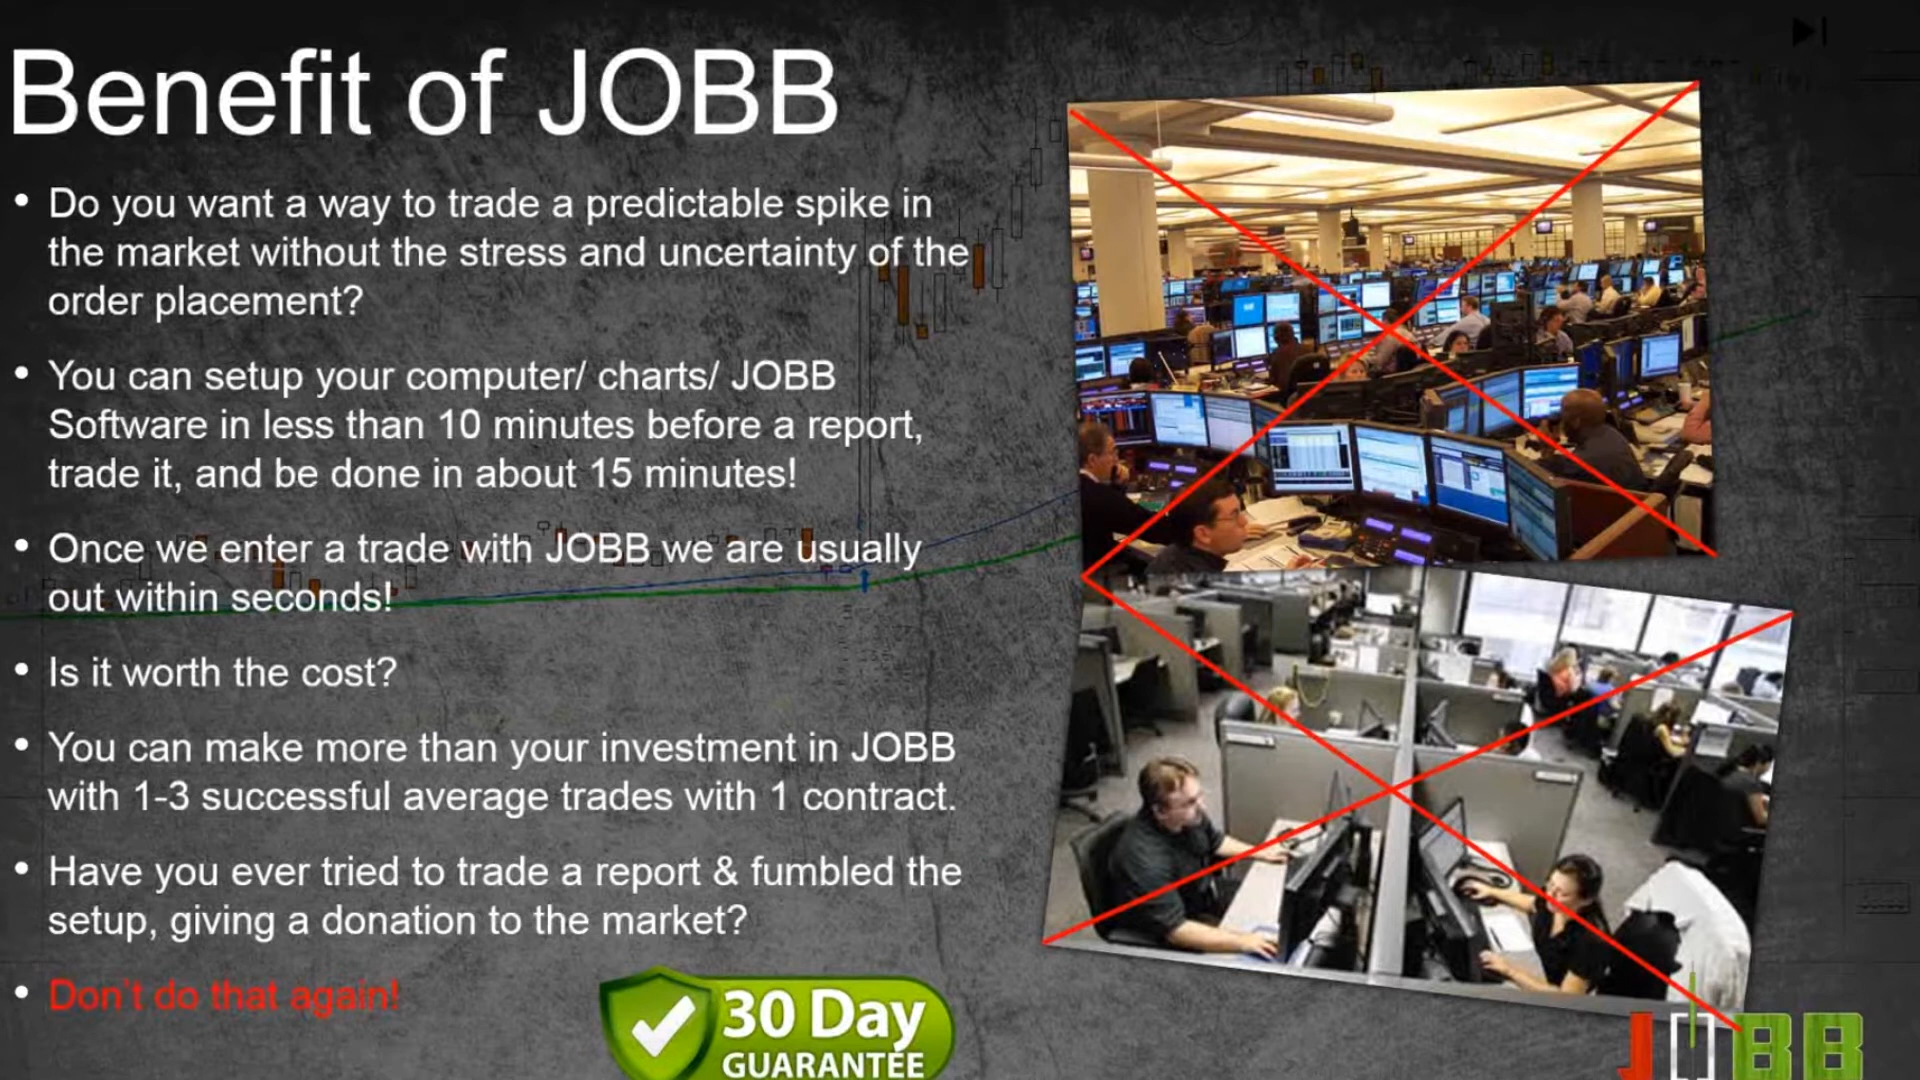 Benefit of JOBB
• Do you want a way to trade a predictable spike in
the market without the stress and uncertainty of the
order placement?
• You can setup your computer/ charts/ JOBB
Software in less than 10 minutes before a report,
trade it, and be done in about 15 minutes!
• Once we enter a trade with JOBB we are usually
out within seconds!
• Is it worth the cost?
• You can make more than your investment in JOBB
with 1-3 successful average trades with 1 contract.
• Have you ever tried to trade a report & fumbled the
setup, giving a donation to the market?
• Don't do that again!
30 Day
GUARANTEE
JOBB